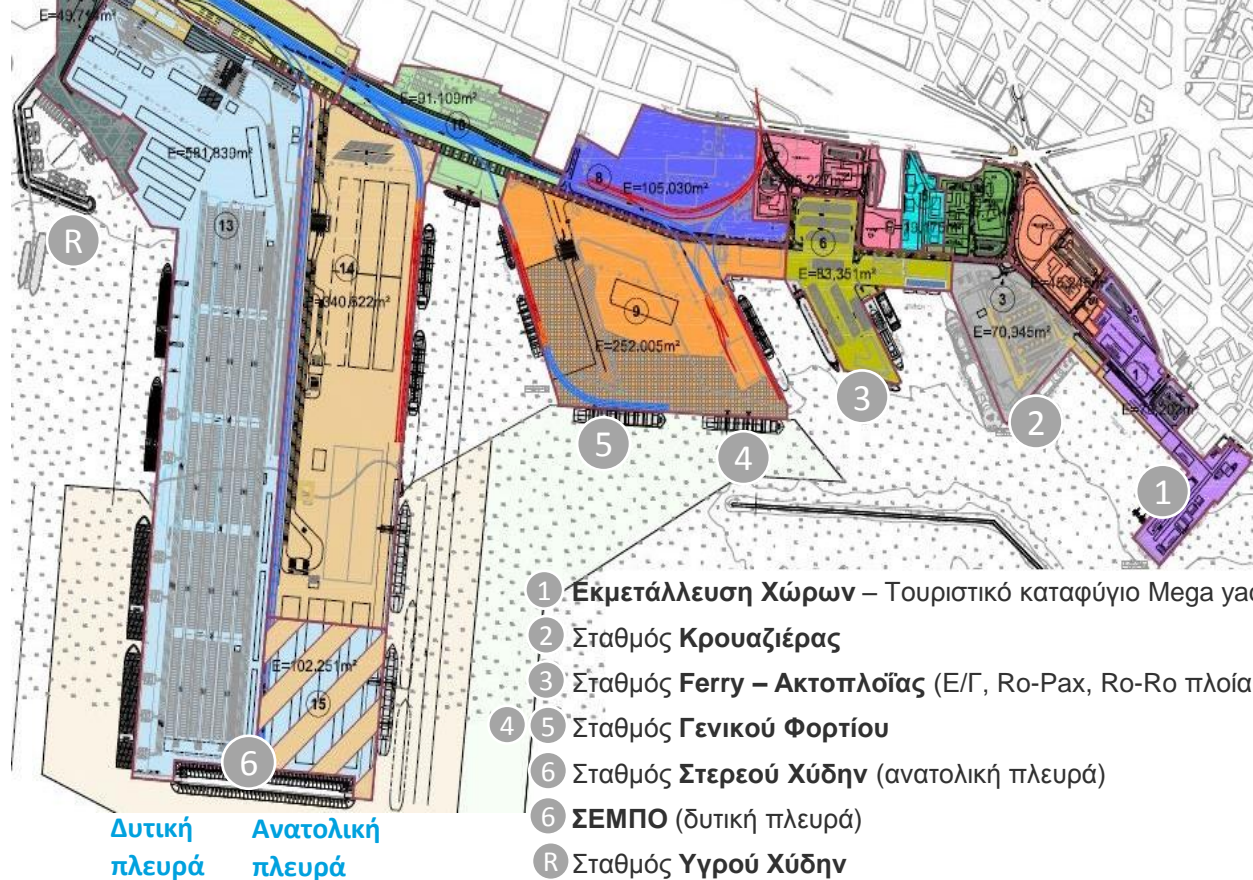 E=49.714m²
E=91.109m²
10
E=581,839m²
8
E=105,030m²
13
14
6
E=83,351m²
R
E=340,622m²
3
9
E=70,945m²
E=252.005m²
1
3
2
5
4
1
1 Εκμετάλλευση Χώρων – Τουριστικό καταφύγιο Mega yac
2 Σταθμός Κρουαζιέρας
E=102,251m²
3 Σταθμός Ferry – Ακτοπλοΐας (Ε/Γ, Ro-Pax, Ro-Ro πλοία
15
4 5 Σταθμός Γενικού Φορτίου
6
6 Σταθμός Στερεού Χύδην (ανατολική πλευρά)
6 ΣΕΜΠΟ (δυτική πλευρά)
Δυτική πλευρά
Ανατολική πλευρά
R Σταθμός Υγρού Χύδην